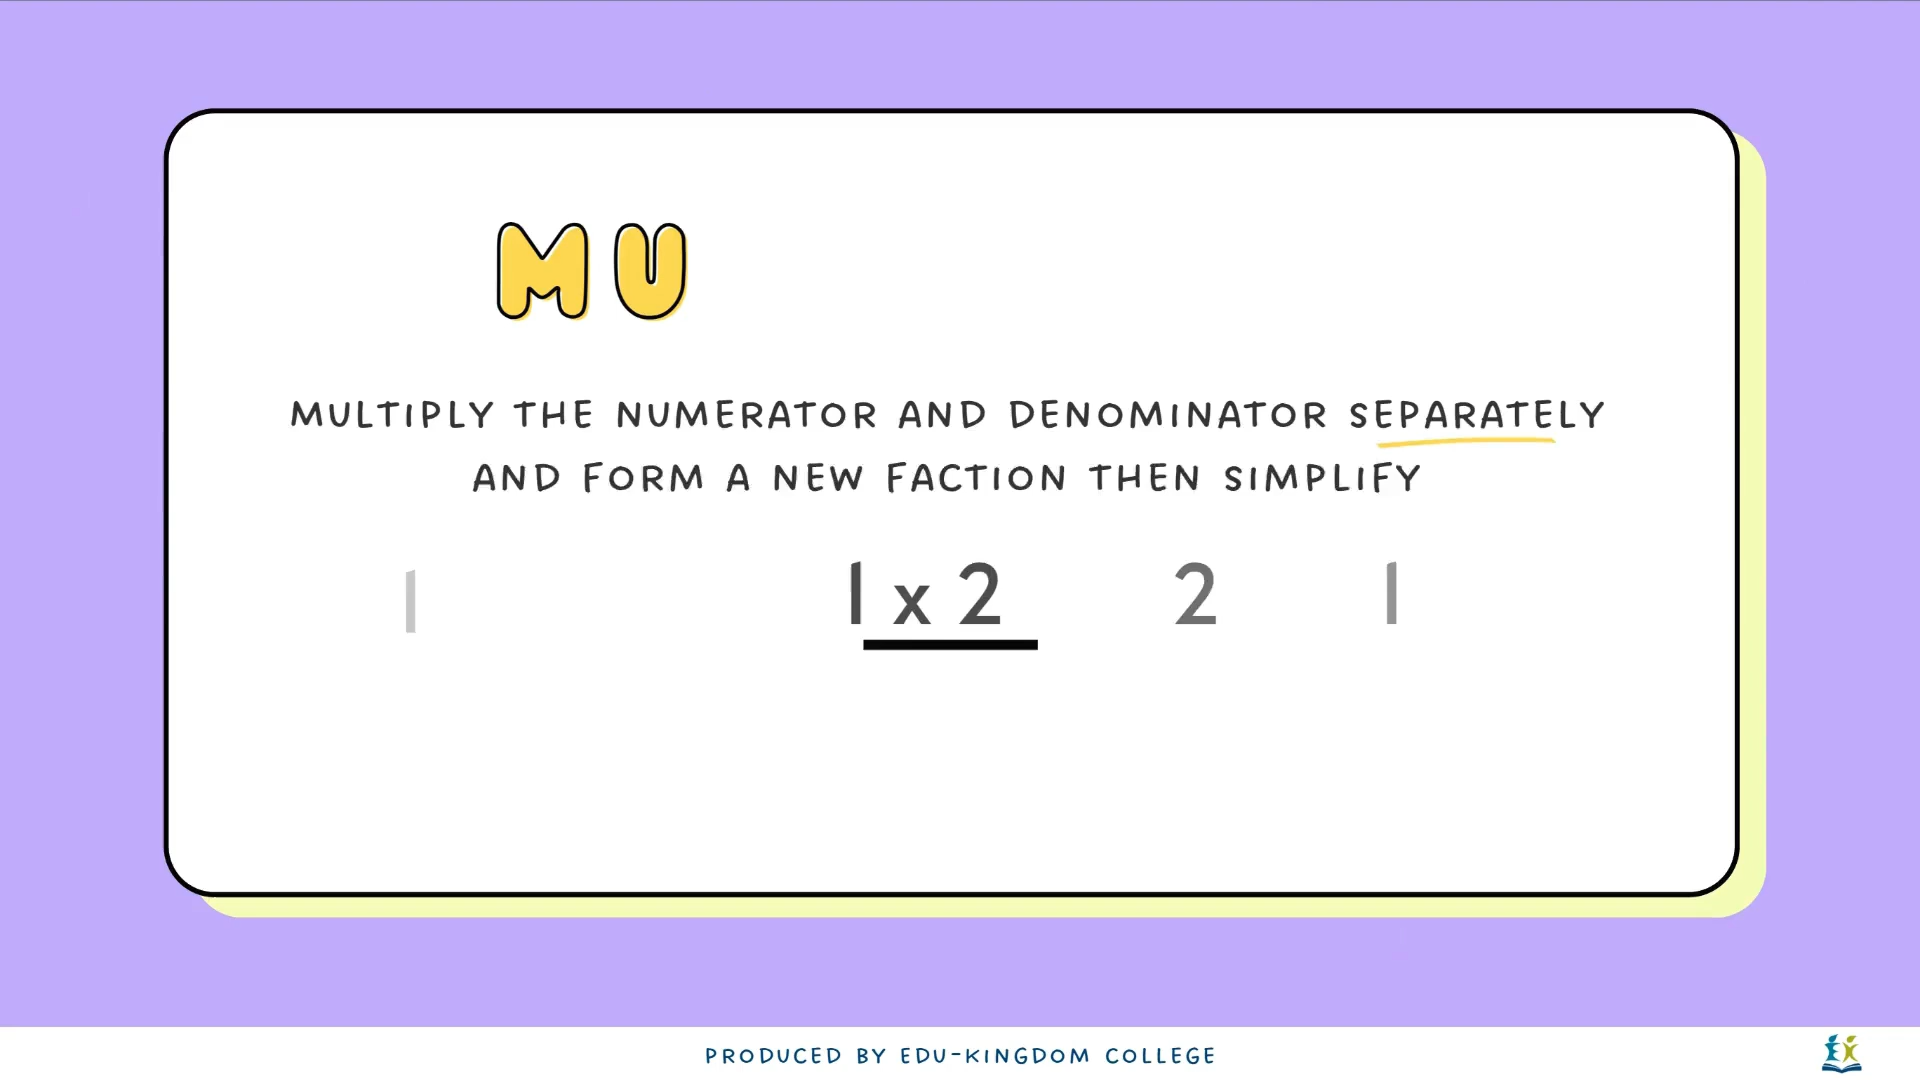 MU
MULTIPLY THE NUMERATOR AND DENOMINATOR SEPARATELY
AND FORM A NEW FACTION THEN SIMPLIFY
1 1 x 2 2 1
PRODUCED BY EDU-KINGDOM COLLEGE